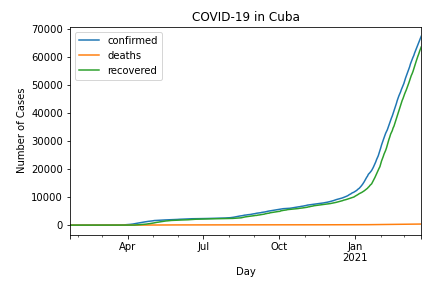 COVID-19 in Cuba
confirmed
deaths
recovered
Number of Cases
70000
60000
50000
40000
30000
20000
10000
0
Apr
Jul
Oct
Jan
2021
Day